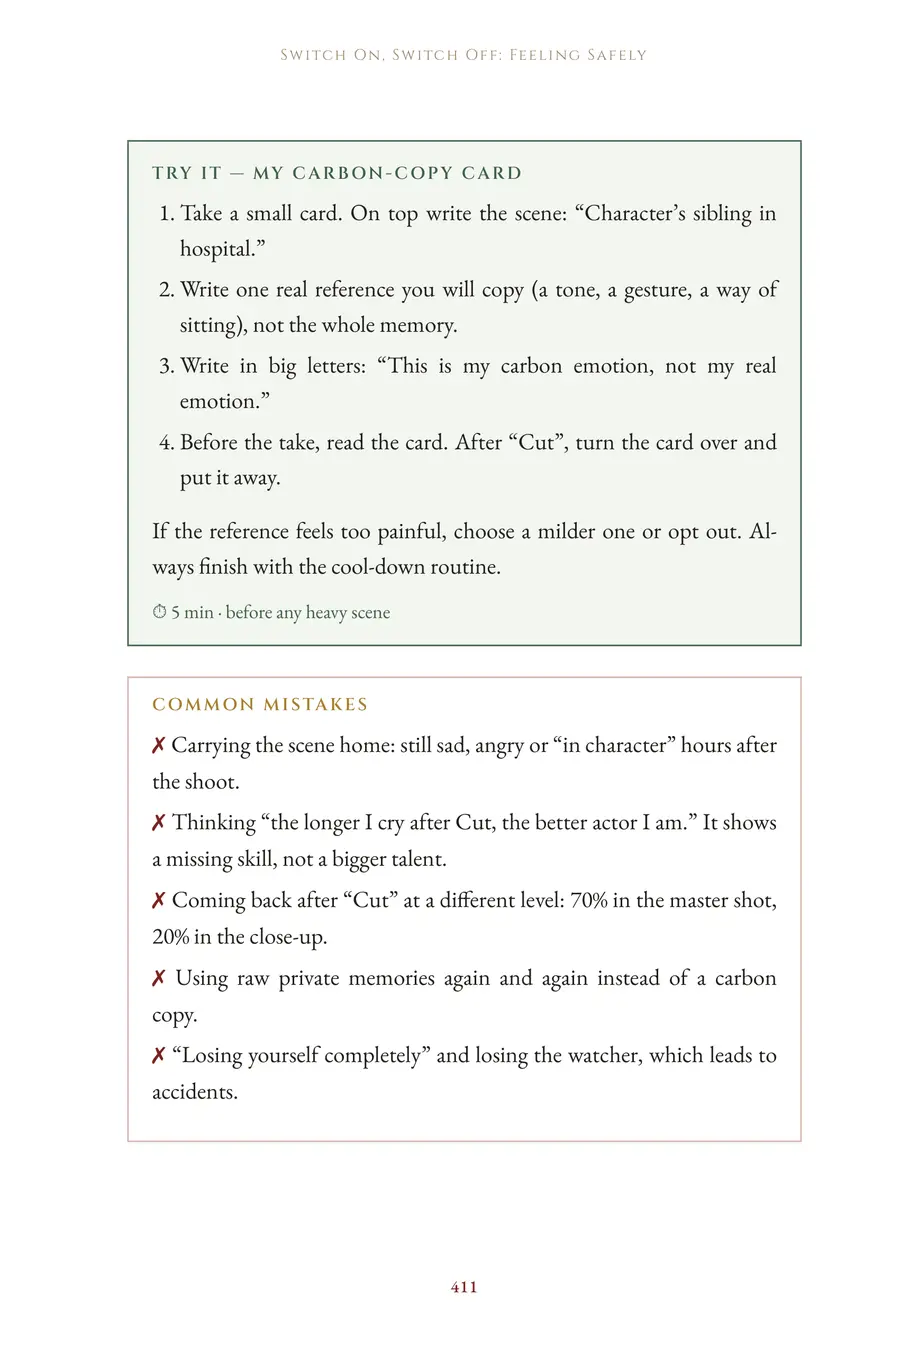 Switch On, Switch Off: Feeling Safely
TRY IT — MY CARBON-COPY CARD
1. Take a small card. On top write the scene: “Character’s sibling in
hospital.”
2. Write one real reference you will copy (a tone, a gesture, a way of
sitting), not the whole memory.
3. Write in big letters: “This is my carbon emotion, not my real
emotion.”
4. Before the take, read the card. After “Cut”, turn the card over and
put it away.
If the reference feels too painful, choose a milder one or opt out. Al-
ways finish with the cool-down routine.
⏱ 5 min · before any heavy scene
COMMON MISTAKES
✗ Carrying the scene home: still sad, angry or “in character” hours after
the shoot.
✗ Thinking “the longer I cry after Cut, the better actor I am.” It shows
a missing skill, not a bigger talent.
✗ Coming back after “Cut” at a different level: 70% in the master shot,
20% in the close-up.
✗ Using raw private memories again and again instead of a carbon
copy.
✗ “Losing yourself completely” and losing the watcher, which leads to
accidents.
411